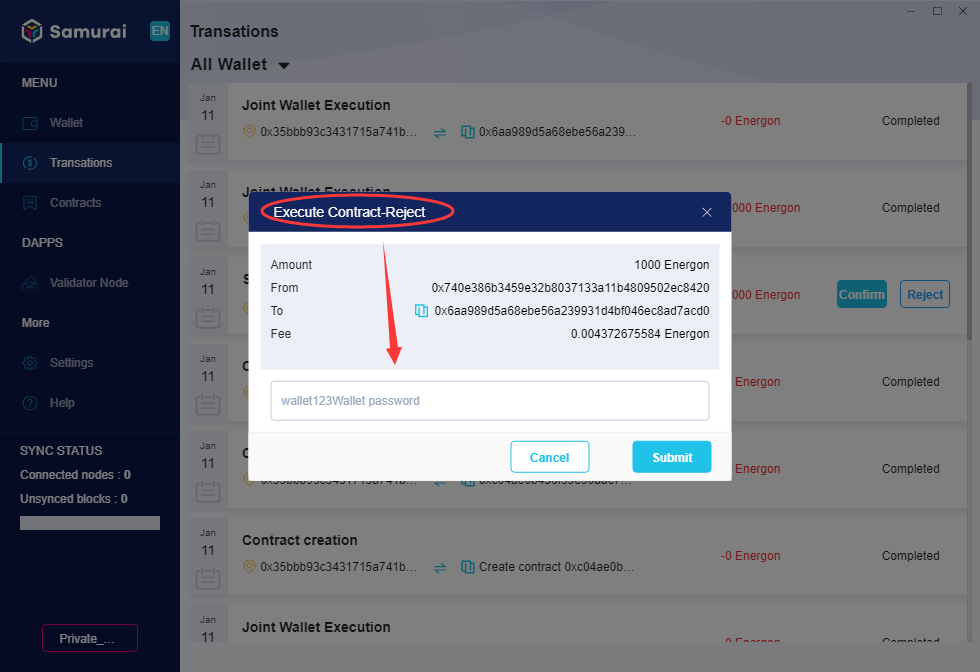 Samurai
EN
MENU
Wallet
Transations
Contracts
DAPPS
Validator Node
More
Settings
Help
SYNC STATUS
Connected nodes : 0
Unsynced blocks : 0
Private_...
Transations
All Wallet
Jan
11
Joint Wallet Execution
0x35bbb93c3431715a741b...
0x6aa989d5a68ebe56a239...
-0 Energon
Completed
Jan
11
Joint Wallet Execution
000 Energon
Completed
Jan
11
000 Energon
Confirm
Reject
Execute Contract-Reject
Amount
1000 Energon
From
0x740e386b3459e32b8037133a11b4809502ec8420
To
0x6aa989d5a68ebe56a239931d4bf046ec8ad7acd0
Fee
0.004372675584 Energon
wallet123Wallet password
Cancel
Submit
Jan
11
Energon
Completed
Jan
11
Energon
Completed
Jan
11
Contract creation
0x35bbb93c3431715a741b...
Create contract 0xc04ae0b...
-0 Energon
Completed
Jan
11
Joint Wallet Execution
-0 Energon
Completed